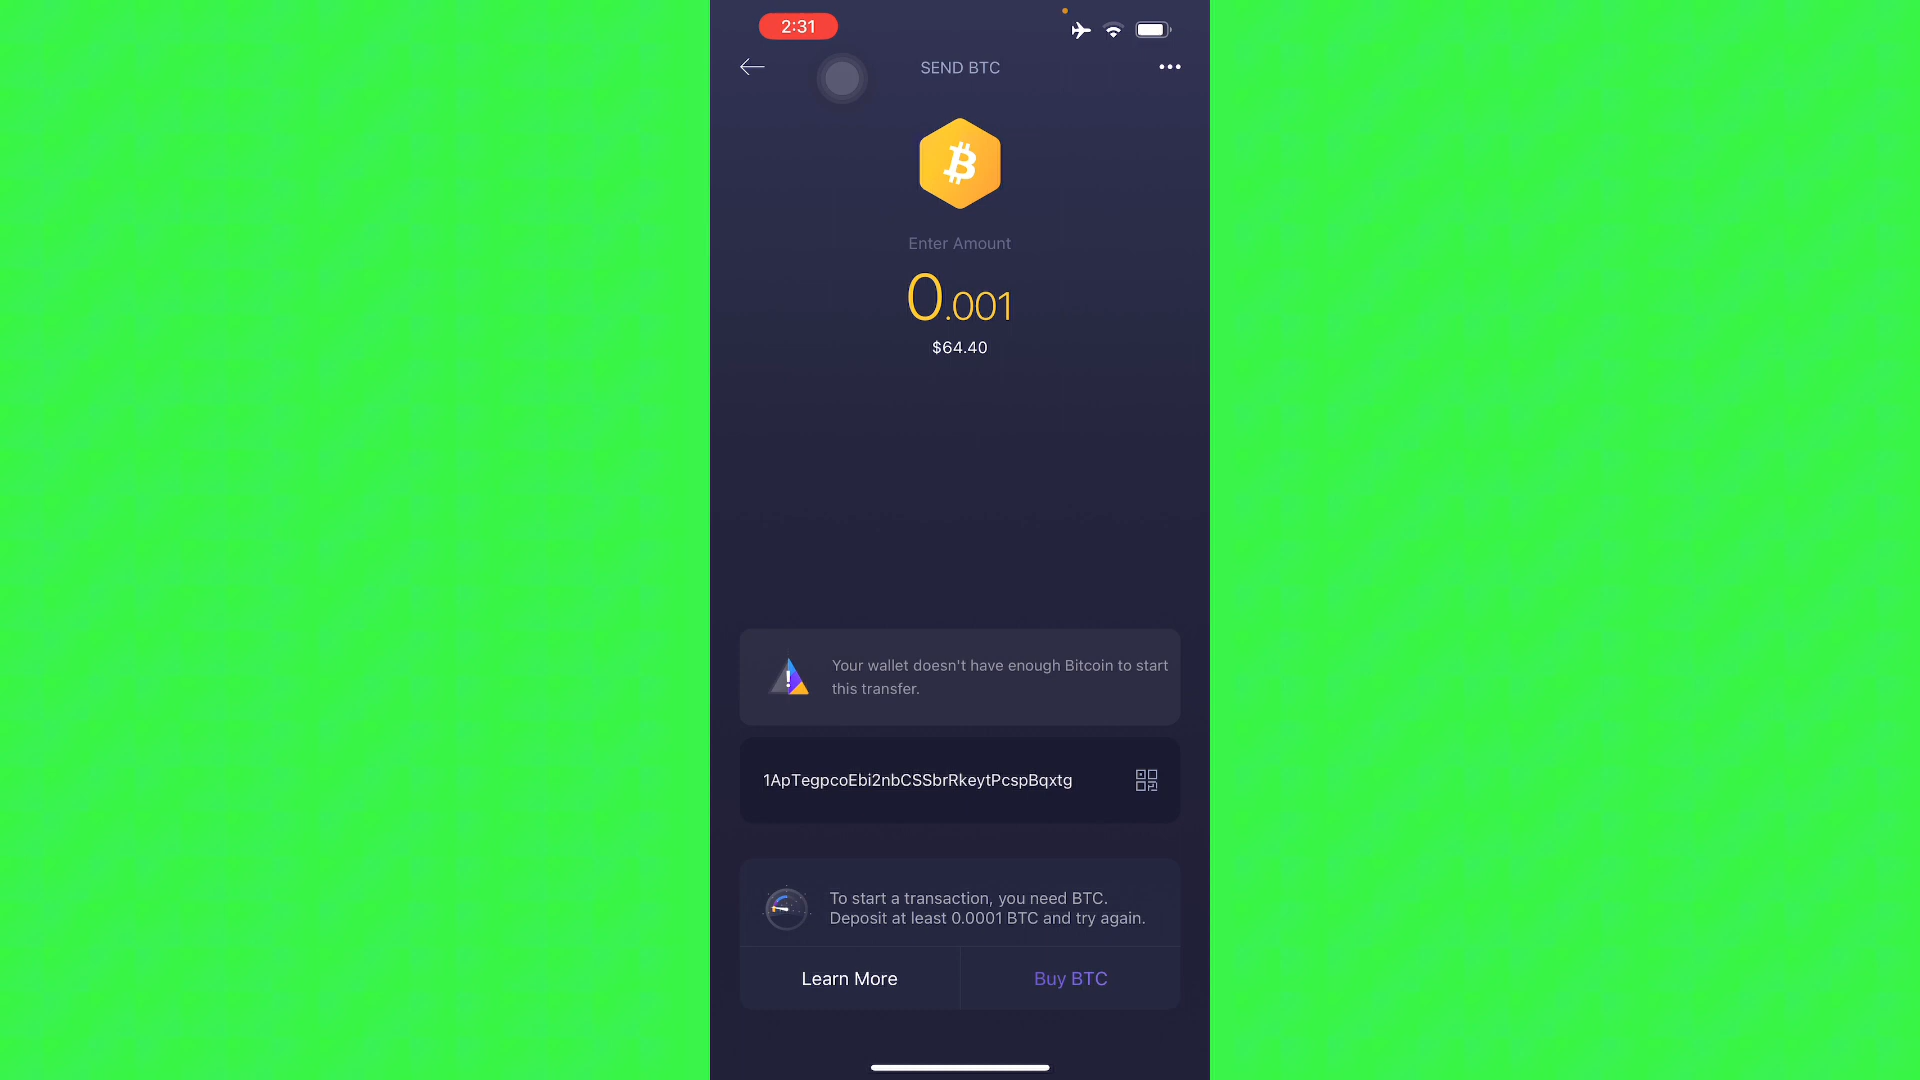 2:31
SEND BTC
Enter Amount
0.001
$64.40
Your wallet doesn't have enough Bitcoin to start
this transfer.
1ApTegpcoEbi2nbCSSbrRkeytPcspBqxtg
To start a transaction, you need BTC.
Deposit at least 0.0001 BTC and try again.
Learn More
Buy BTC